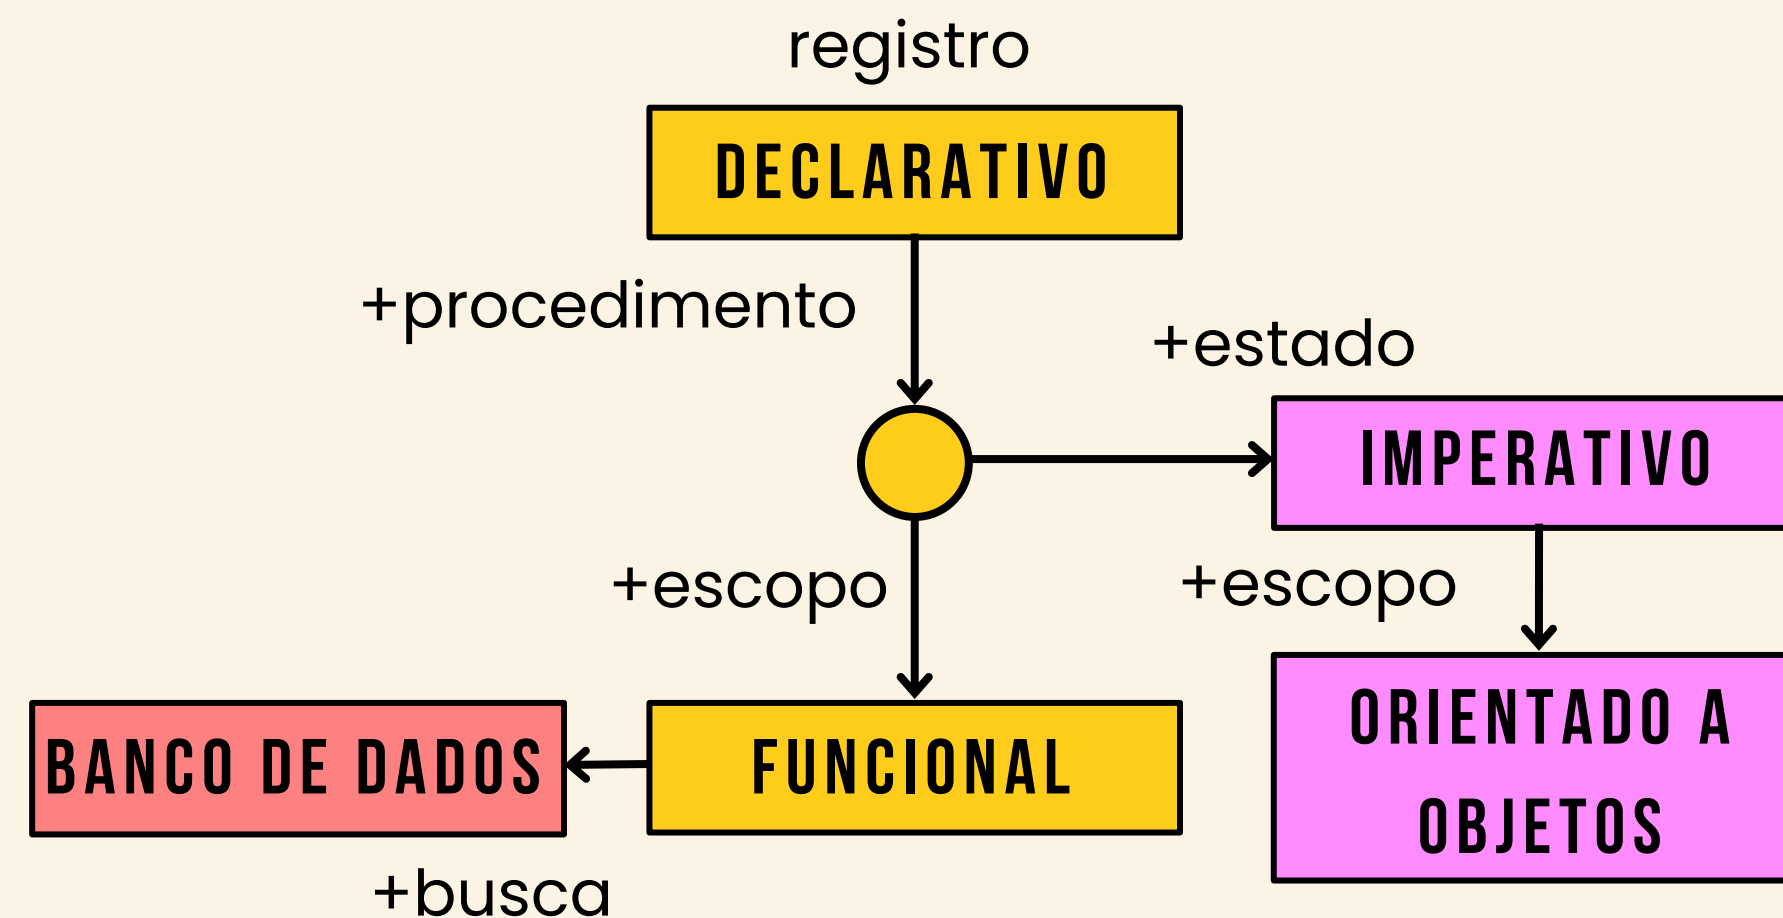 registro
DECLARATIVO
+procedimento
+estado
IMPERATIVO
+escopo
+escopo
ORIENTADO A
OBJETOS
BANCO DE DADOS
FUNCIONAL
+busca